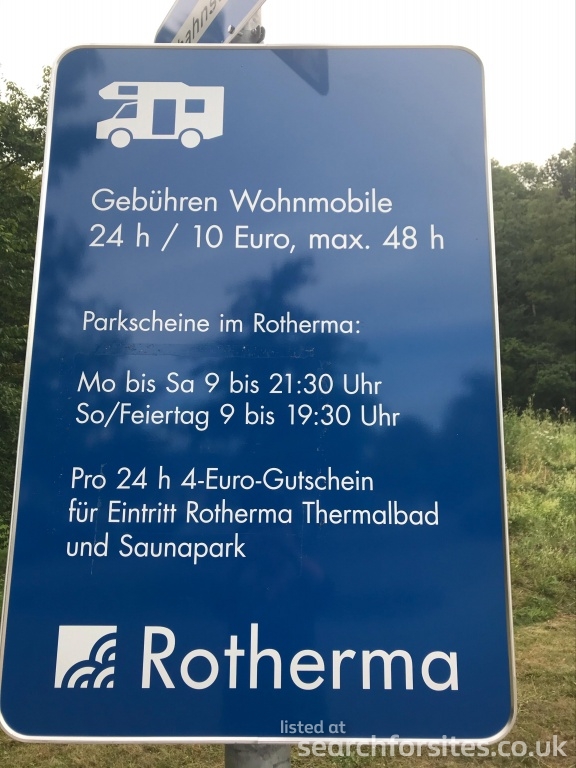 Gebühren Wohnmobile
24 h / 10 Euro, max. 48 h
Parkscheine im Rotherma:
Mo bis Sa 9 bis 21:30 Uhr
So/Feiertag 9 bis 19:30 Uhr
Pro 24 h 4-Euro-Gutschein
für Eintritt Rotherma Thermalbad
und Saunapark
Rotherma
listed at
searchforsites.co.uk